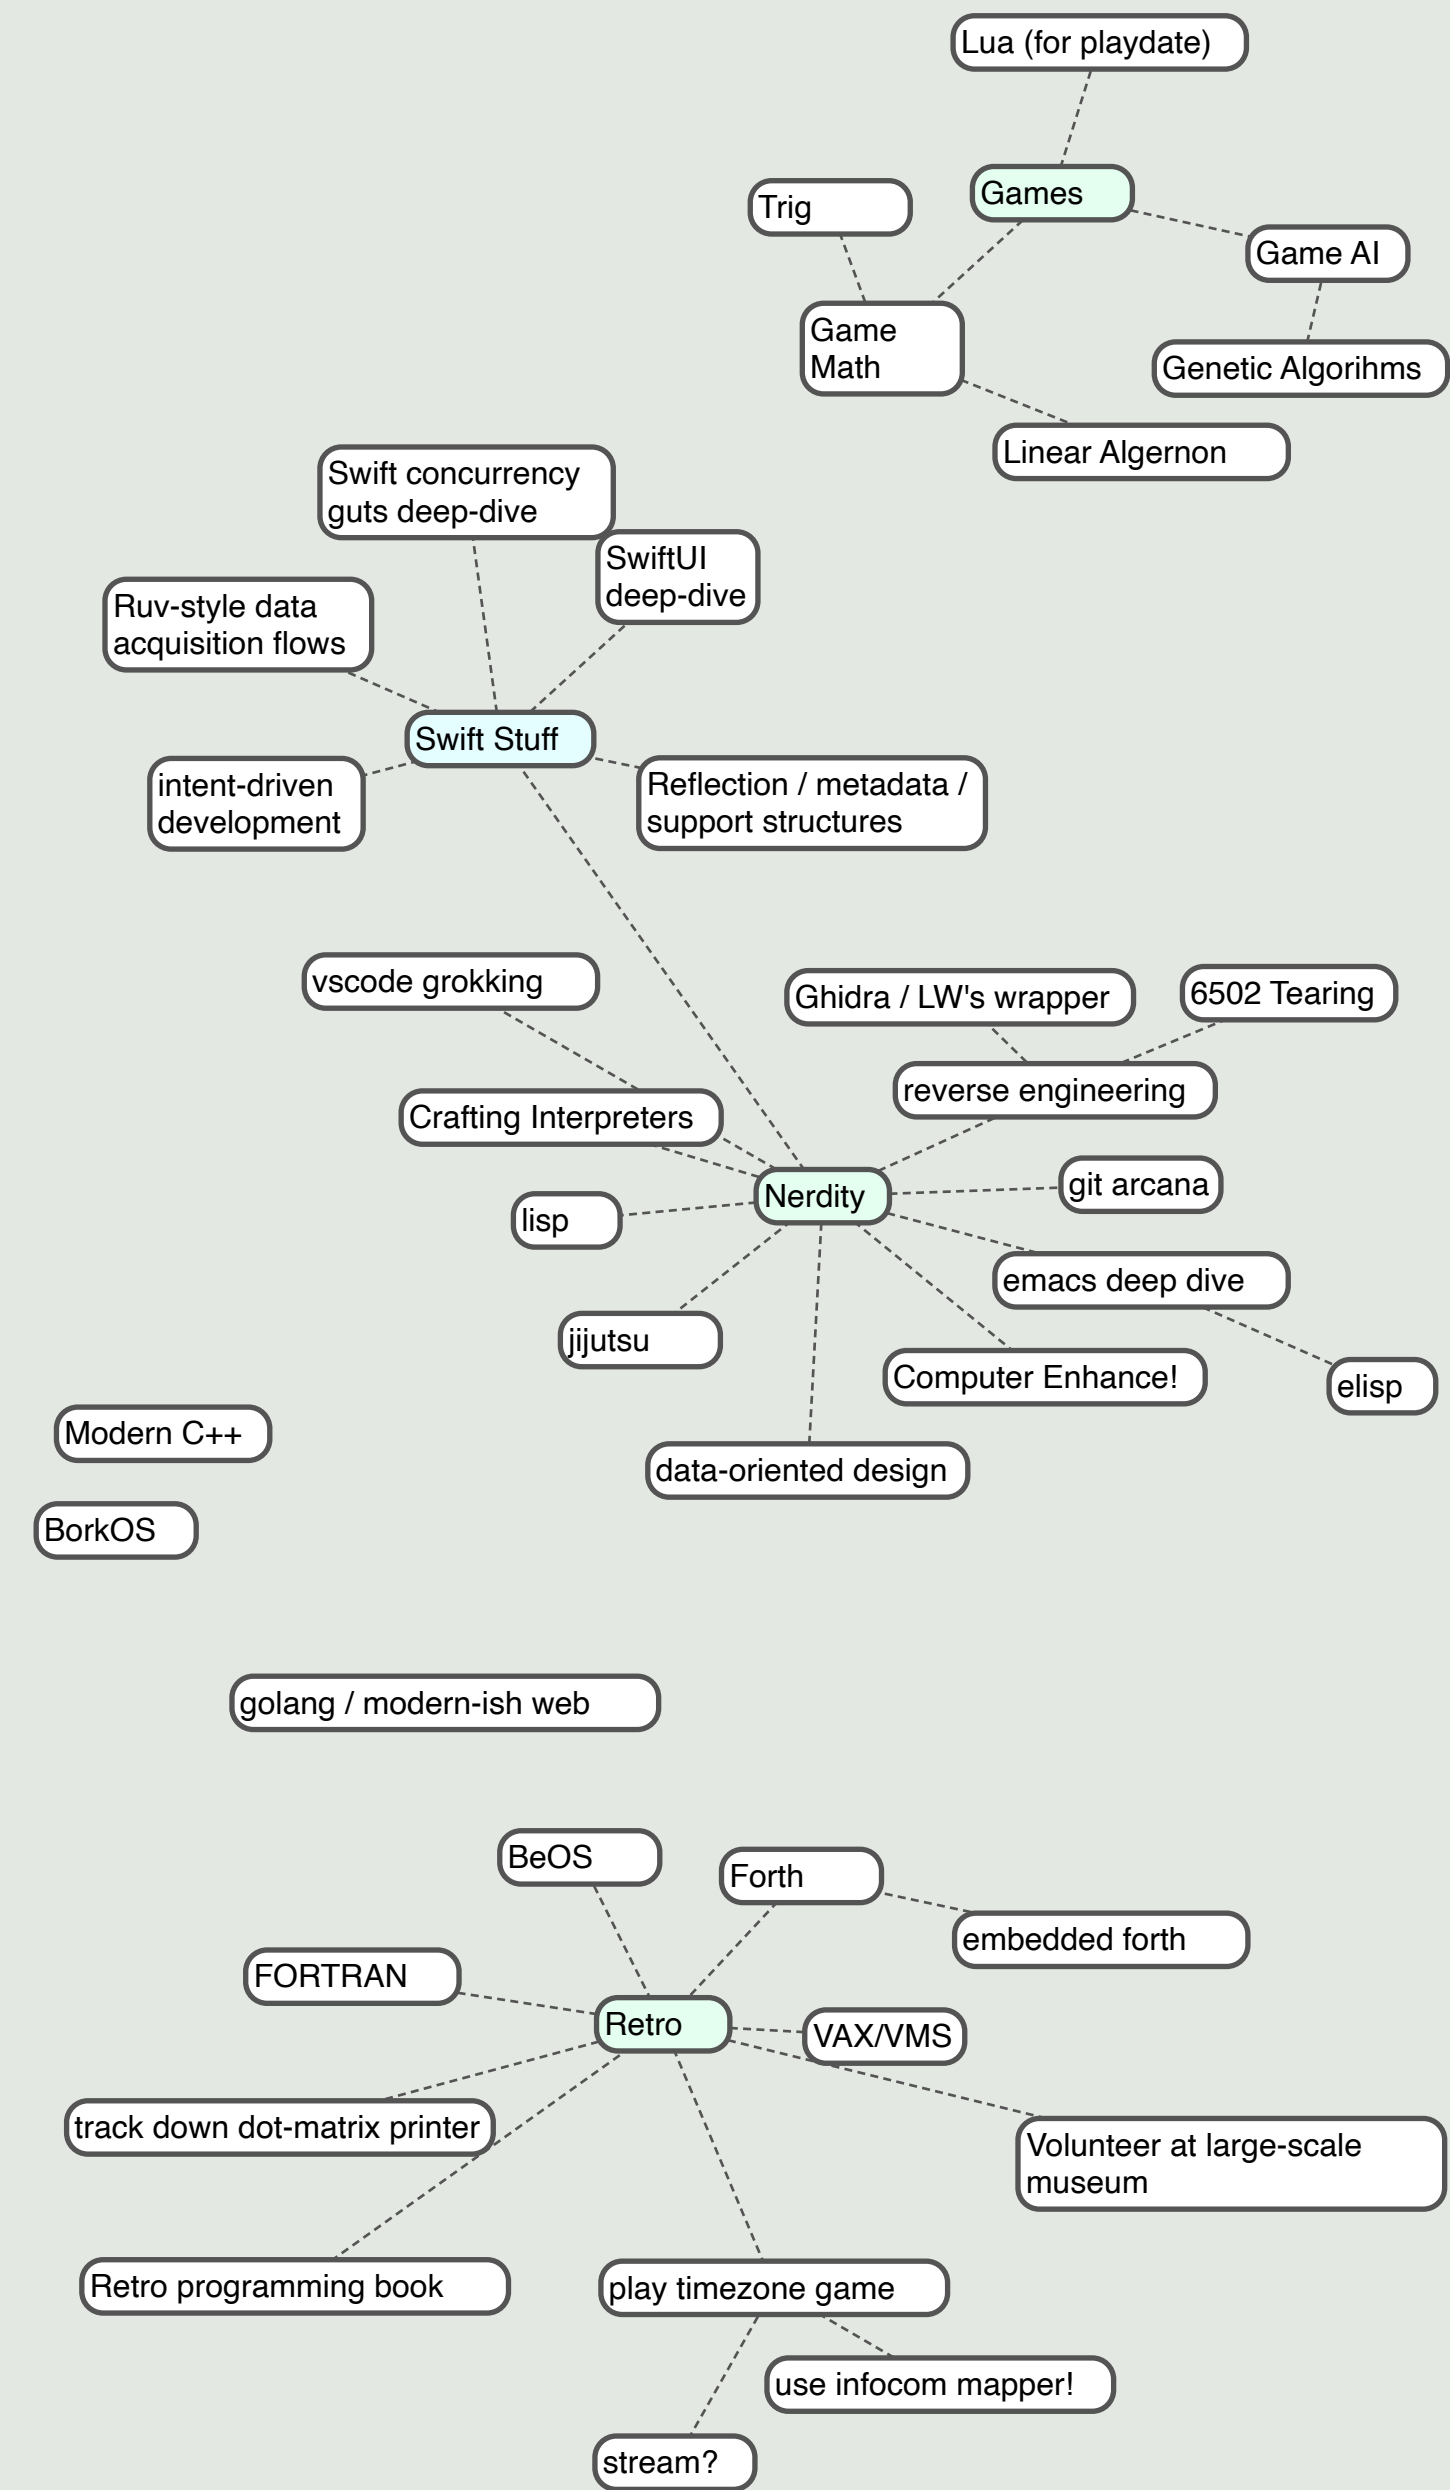 Lua (for playdate)
Games
Trig
Game AI
Game
Math
Genetic Algorihms
Linear Algernon
Swift concurrency
guts deep-dive
SwiftUI
deep-dive
Ruv-style data
acquisition flows
Swift Stuff
intent-driven
development
Reflection / metadata /
support structures
vscode grokking
Ghidra / LW's wrapper
6502 Tearing
reverse engineering
Crafting Interpreters
Nerdity
git arcana
lisp
emacs deep dive
jijutsu
Computer Enhance!
elisp
Modern C++
data-oriented design
BorkOS
golang / modern-ish web
BeOS
Forth
embedded forth
FORTRAN
Retro
VAX/VMS
track down dot-matrix printer
Volunteer at large-scale
museum
Retro programming book
play timezone game
use infocom mapper!
stream?